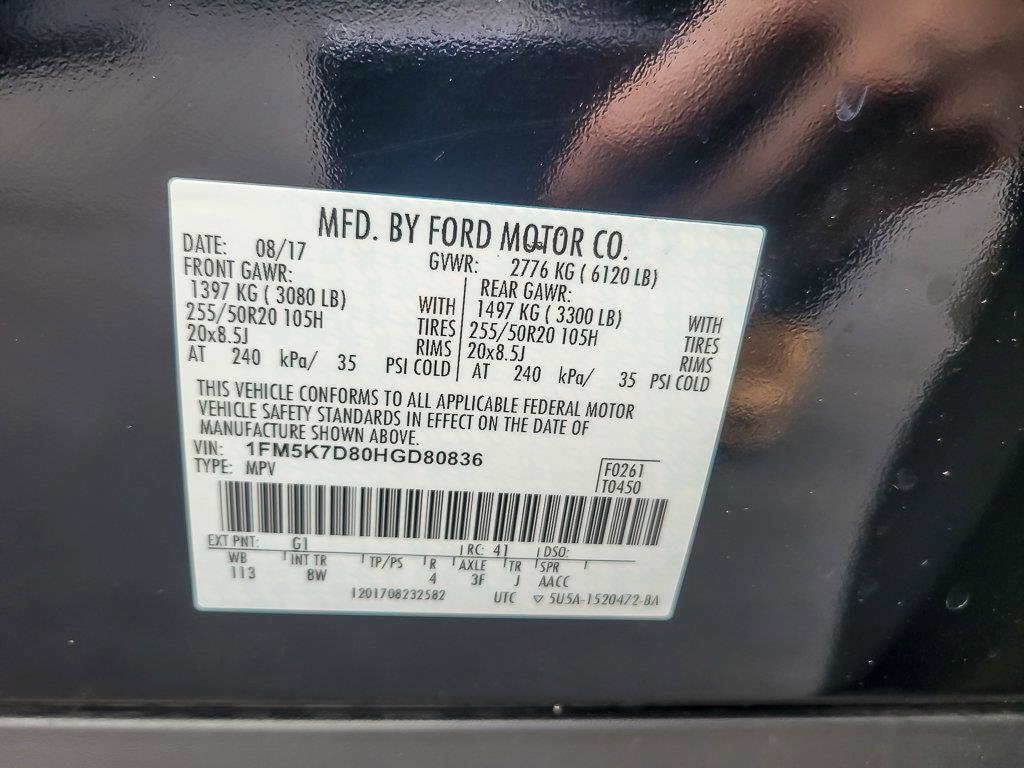 MFD. BY FORD MOTOR CO.
DATE: 08/17 GVWR: 2776 KG ( 6120 LB)
FRONT GAWR: REAR GAWR:
1397 KG ( 3080 LB) WITH 1497 KG ( 3300 LB) WITH
255/50R20 105H TIRES 255/50R20 105H TIRES
20x8.5J RIMS 20x8.5J RIMS
AT 240 kPa/ 35 PSI COLD AT 240 kPa/ 35 PSI COLD
THIS VEHICLE CONFORMS TO ALL APPLICABLE FEDERAL MOTOR
VEHICLE SAFETY STANDARDS IN EFFECT ON THE DATE OF
MANUFACTURE SHOWN ABOVE.
VIN: 1FM5K7D80HGD80836
TYPE: MPV
F0261
T0450
EXT PNT: G1 RC: 41 DSO:
WB INT TR TP/PS R AXLE TR SPR
113 8W 4 3F J AACC
1201708232582 UTC ▽ 5U5A-1520472-BA